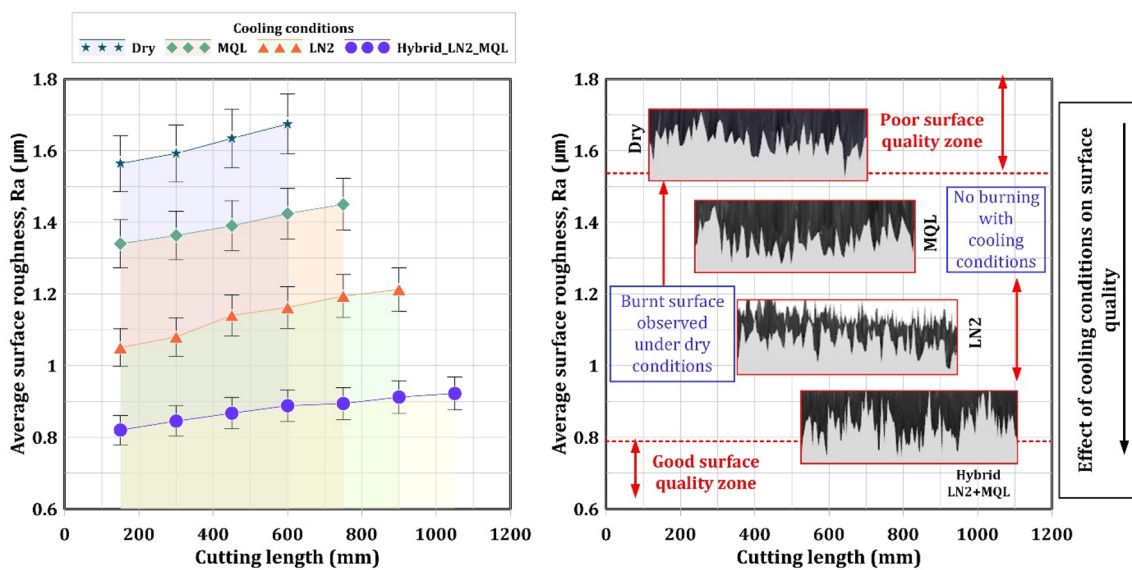 Cooling conditions
Dry MQL LN2 Hybrid_LN2_MQL
Average surface roughness, Ra (μm)
1.8
1.6
1.4
1.2
1
0.8
0.6
0 200 400 600 800 1000 1200
Cutting length (mm)
Average surface roughness, Ra (μm)
1.8
1.6
1.4
1.2
1
0.8
0.6
0 200 400 600 800 1000 1200
Cutting length (mm)
Dry
Poor surface
quality zone
MQL
No burning
with
cooling
conditions
Burnt surface
observed
under dry
conditions
LN2
Good surface
quality zone
Hybrid
LN2+MQL
Effect of cooling conditions on surface
quality